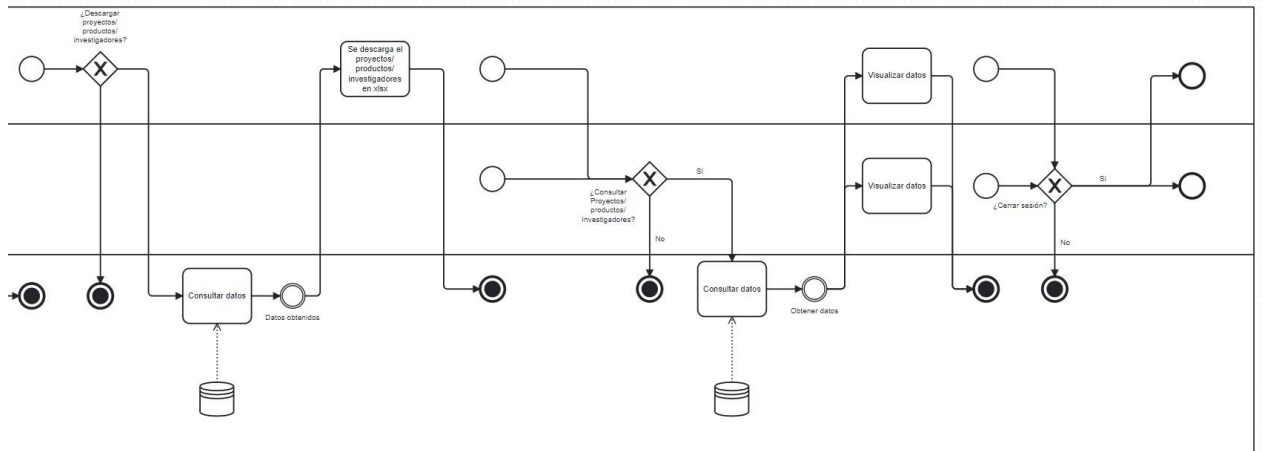 ¿Descargar
proyectos/
productos/
investigadores?
Se descarga el
proyectos/
productos/
investigadores
en xlsx
Visualizar datos
Visualizar datos
Si
¿Consultar
Proyectos/
productos/
Investigadores?
No
Si
¿Cerrar sesión?
No
Consultar datos
Datos obtenidos
Consultar datos
Obtener datos